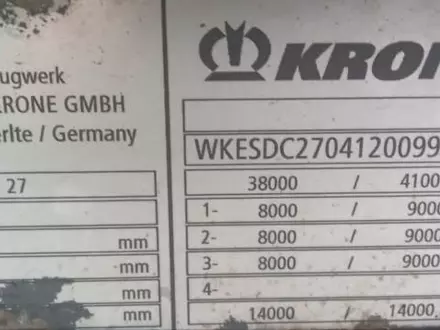 KRONE
ugwerk
KRONE GMBH
erlte / Germany
WKESDC2704120099
27
38000 / 4100
1- 8000 / 9000
mm 2- 8000 / 9000
mm 3- 8000 / 9000
mm 4-
mm 14000 / 14000